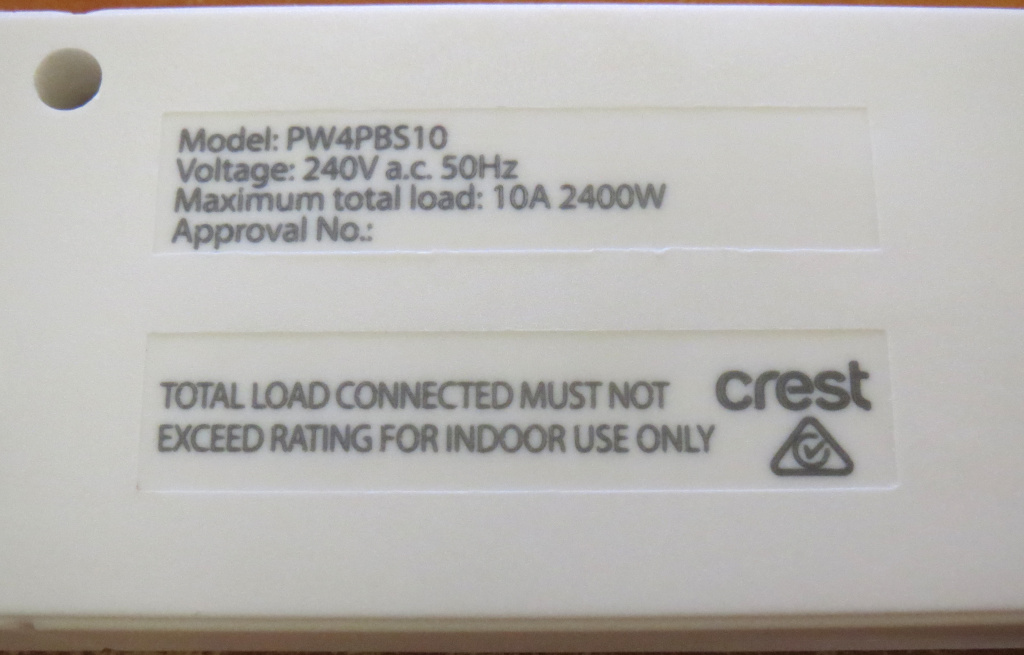 Model: PW4PBS10
Voltage: 240V a.c. 50Hz
Maximum total load: 10A 2400W
Approval No.:
TOTAL LOAD CONNECTED MUST NOT
EXCEED RATING FOR INDOOR USE ONLY
crest